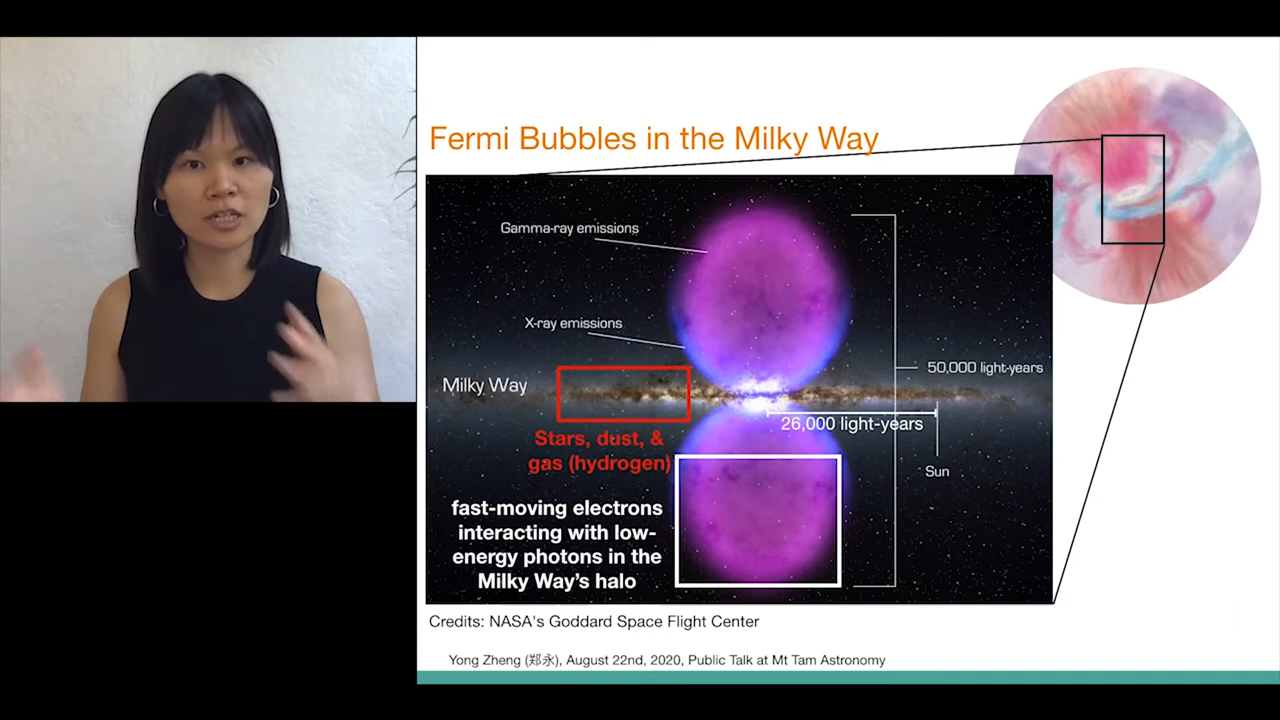 Fermi Bubbles in the Milky Way
Gamma-ray emissions
X-ray emissions
50,000 light-years
Milky Way
26,000 light-years
Stars, dust, &
gas (hydrogen)
Sun
fast-moving electrons
interacting with low-
energy photons in the
Milky Way's halo
Credits: NASA's Goddard Space Flight Center
Yong Zheng (郑永), August 22nd, 2020, Public Talk at Mt Tam Astronomy